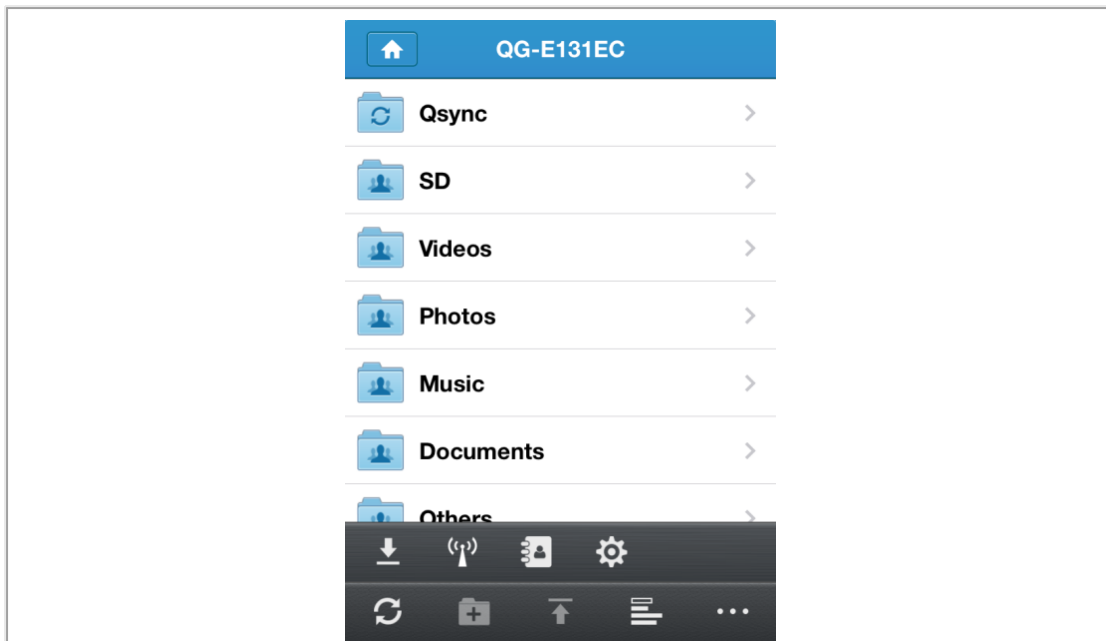 QG-E131EC
Qsync
SD
Videos
Photos
Music
Documents
Others